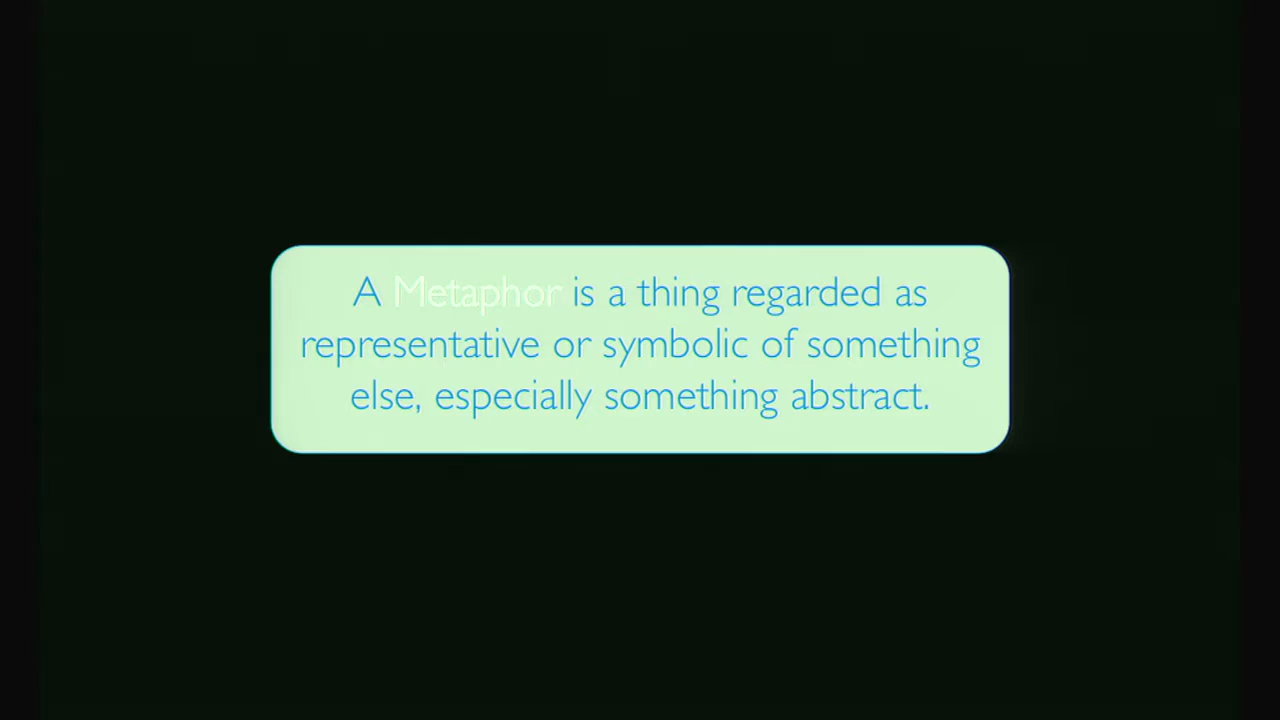 A Metaphor is a thing regarded as
representative or symbolic of something
else, especially something abstract.